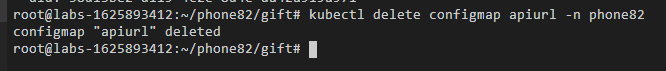 root@labs-1625893412:~/phone82/gift# kubectl delete configmap apiurl -n phone82
configmap "apiurl" deleted
root@labs-1625893412:~/phone82/gift#